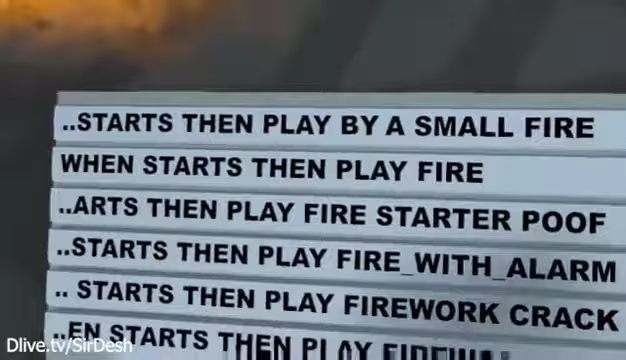 ..STARTS THEN PLAY BY A SMALL FIRE
WHEN STARTS THEN PLAY FIRE
..ARTS THEN PLAY FIRE STARTER POOF
..STARTS THEN PLAY FIRE_WITH_ALARM
.. STARTS THEN PLAY FIREWORK CRACK
..EN STARTS THEN PLAY
Dlive.tv/SirDesh